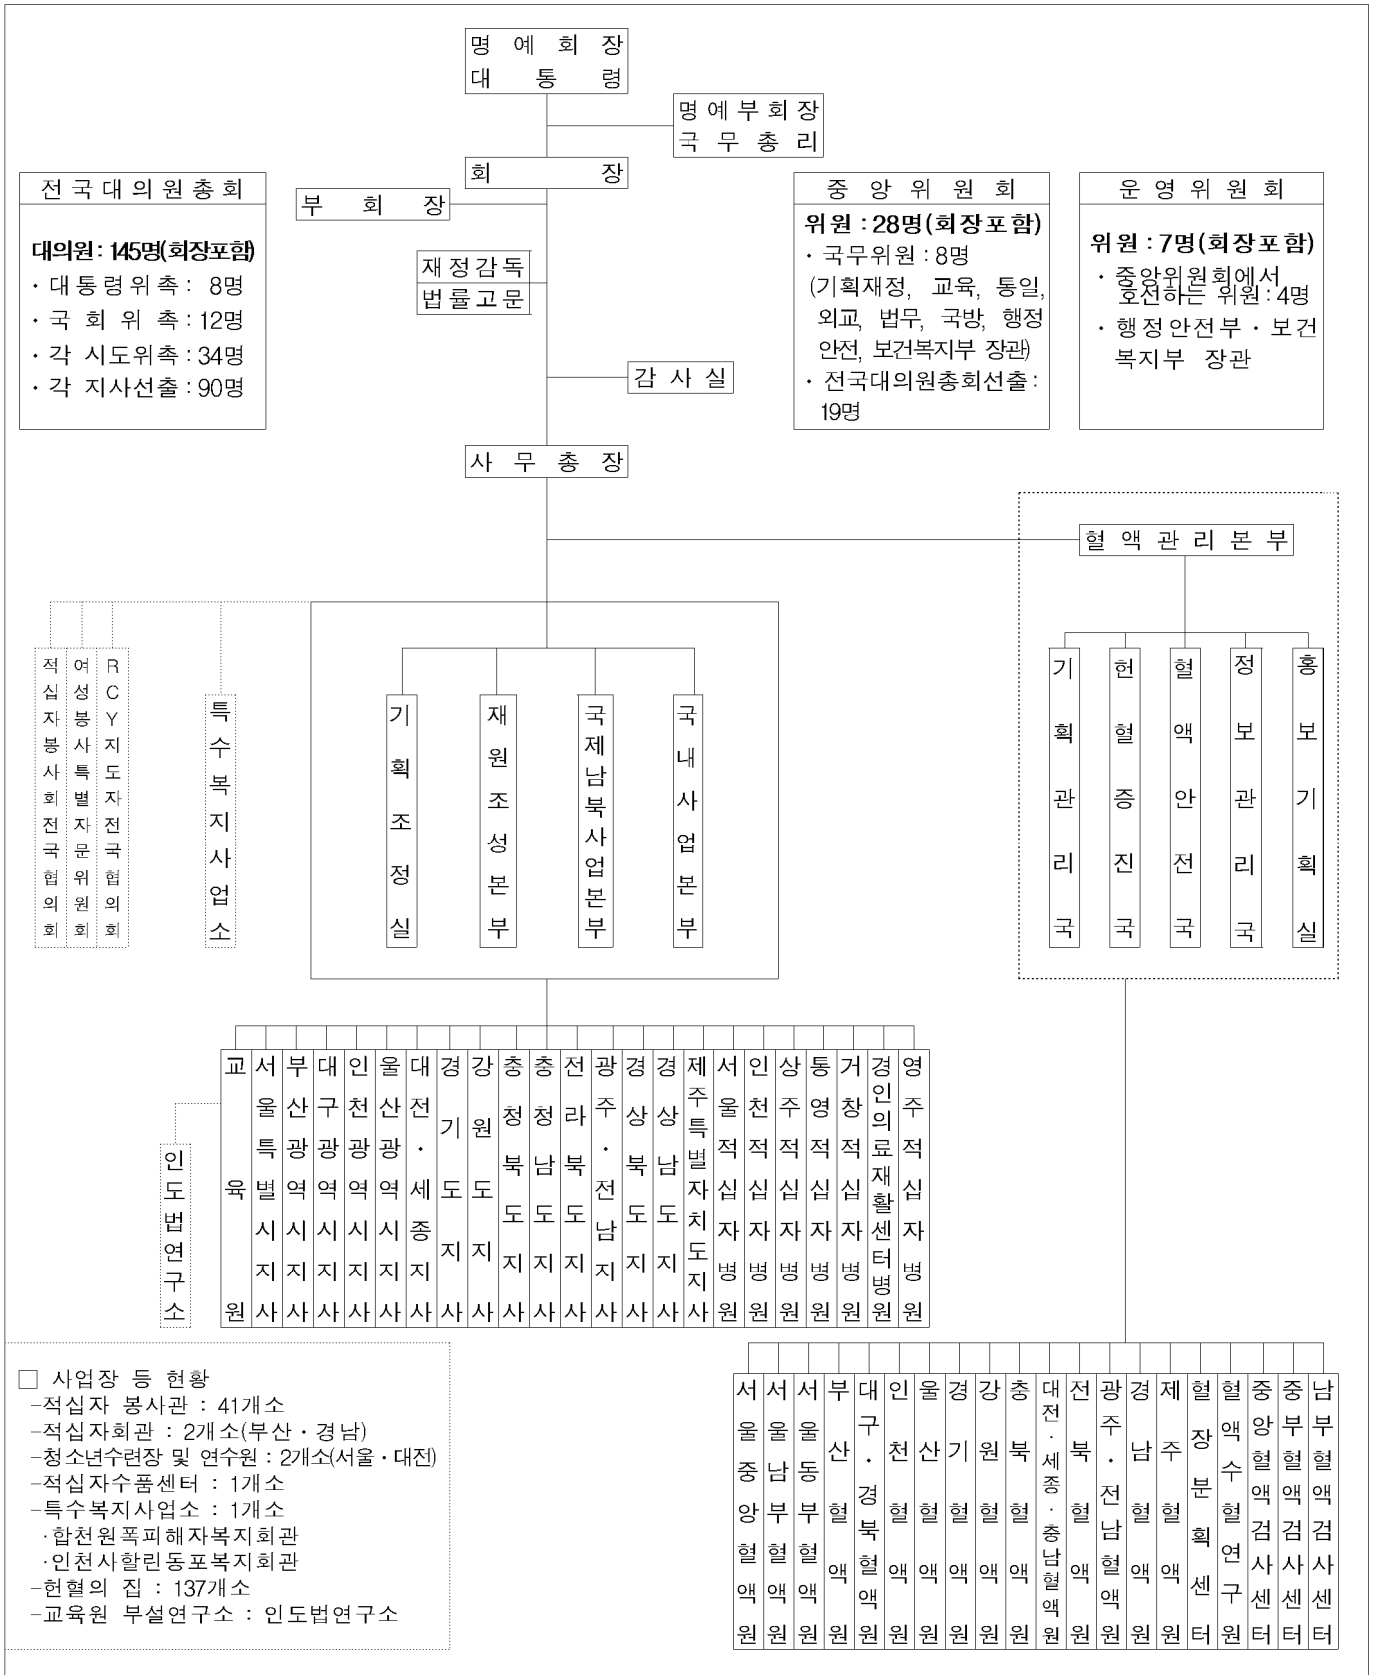 명 예 회 장
대 통 령
명예부회장
국 무 총 리
회 장
부 회 장
전국대의원총회
대의원 : 145명(회장포함)
· 대통령위촉 : 8명
· 국 회 위 촉 : 12명
· 각 시도위촉 : 34명
· 각 지사선출 : 90명
재정감독
법률고문
감사실
사 무 총 장
중 앙 위 원 회
위원 : 28명(회장포함)
· 국무위원 : 8명
(기획재정, 교육, 통일,
외교, 법무, 국방, 행정
안전, 보건복지부 장관)
· 전국대의원총회선출 :
19명
운영위원회
위원 : 7명(회장포함)
· 중앙위원회에서
호선하는 위원 : 4명
· 행정안전부 · 보건
복지부 장관
혈액관리본부
적십자봉사회전국협의회
여성봉사특별자문위원회
RCY지도자전국협의회
특수복지사업소
기획조정실
재원조성본부
국제남북사업본부
국내사업본부
기획관리국
헌혈증진국
혈액안전국
정보관리국
홍보기획실
인도법연구소
교육원
서울특별시지사
부산광역시지사
대구광역시지사
인천광역시지사
울산광역시지사
대전·세종지사
경기도지사
강원도지사
충청북도지사
충청남도지사
전라북도지사
광주·전남지사
경상북도지사
경상남도지사
제주특별자치도지사
서울적십자병원
인천적십자병원
상주적십자병원
통영적십자병원
거창적십자병원
경인의료재활센터병원
영주적십자병원
□ 사업장 등 현황
-적십자 봉사관 : 41개소
-적십자회관 : 2개소(부산·경남)
-청소년수련장 및 연수원 : 2개소(서울·대전)
-적십자수품센터 : 1개소
-특수복지사업소 : 1개소
·합천원폭피해자복지회관
·인천사할린동포복지회관
-헌혈의 집 : 137개소
-교육원 부설연구소 : 인도법연구소
서울중앙혈액원
서울남부혈액원
서울동부혈액원
부산혈액원
대구·경북혈액원
인천혈액원
울산혈액원
경기혈액원
강원혈액원
충북혈액원
대전·세종·충남혈액원
전북혈액원
광주·전남혈액원
경남혈액원
제주혈액원
혈장분획센터
혈액수혈연구원
중앙혈액검사센터
중부혈액검사센터
남부혈액검사센터